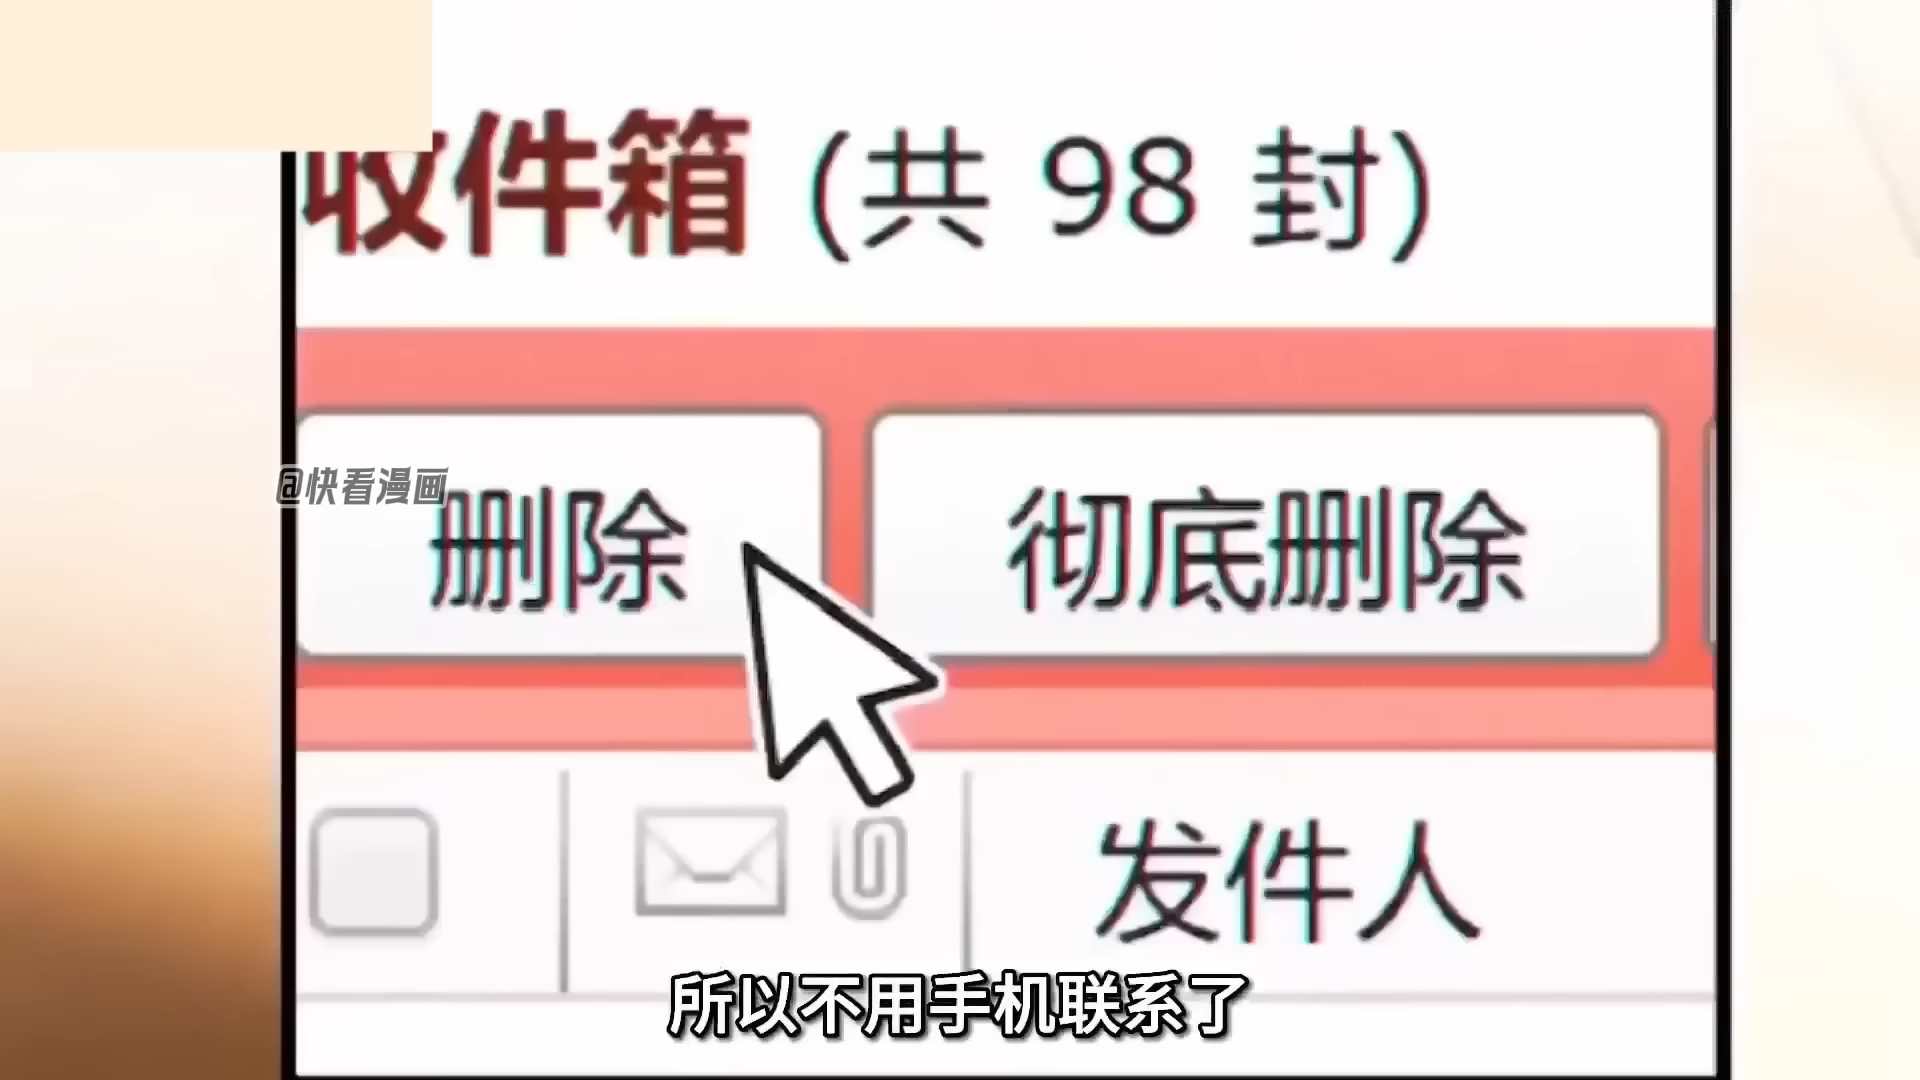 收件箱 (共 98 封)
@快看漫画
删除 彻底删除
发件人
所以不用手机联系了